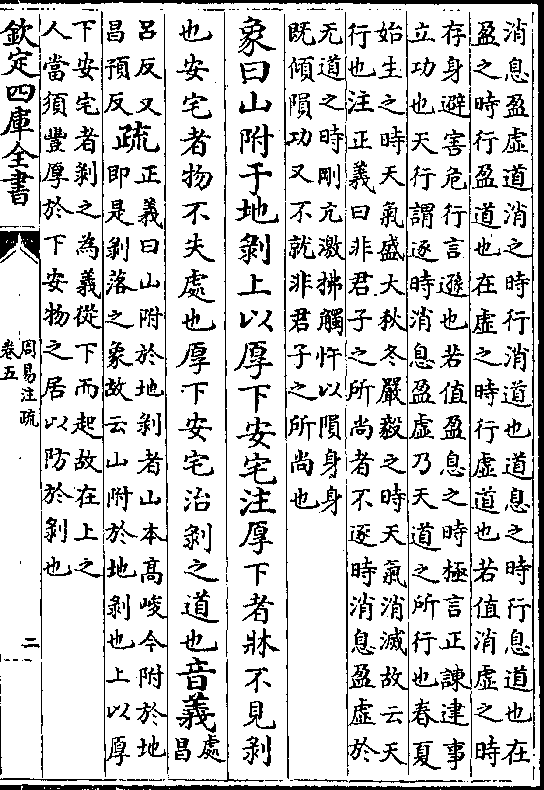 消息盈虚道消之時行消道也道息之時行息道也在
盈之時行盈道也在虚之時行虚道也若值消虚之時
存身避害危行言遜也若值盈息之時極言正諫建事
立功也天行謂逐時消息盈虚乃天道之所行也春夏
始生之時天氣盛大秋冬嚴殺之時天氣消滅故云天
行也注正義曰非君子之所尚者不逐時消息盈虚於
无道之時剛亢激拂觸忤以隕身身
既傾隕功又不就非君子之所尚也
象曰山附于地剝上以厚下安宅注厚下者牀不見剝
也安宅者物不失處也厚下安宅治剝之道也音義處昌
吕反又昌預反疏正義曰山附於地剝者山本髙峻今附於地
即是剝落之象故云山附於地剝也上以厚
下安宅者剝之為義從下而起故在上之
人當須豐厚於下安物之居以防於剝也
欽定四庫全書
周易注疏
卷五
二